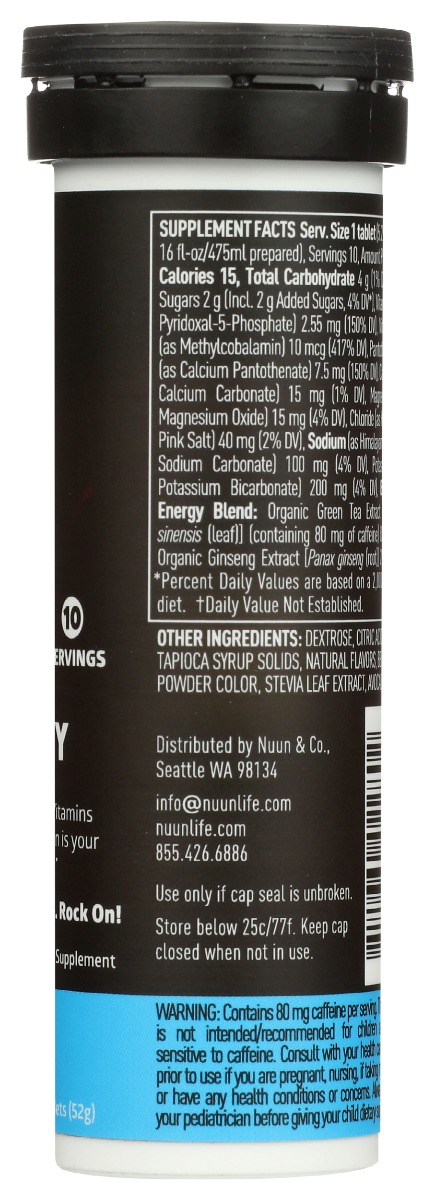 SUPPLEMENT FACTS Serv. Size 1 tablet
16 fl-oz/475ml prepared), Servings 10, Amount
Calories 15, Total Carbohydrate 4 g (1%
Sugars 2 g (Incl. 2 g Added Sugars, 4% DV*),
Pyridoxal-5-Phosphate) 2.55 mg (150% DV),
(as Methylcobalamin) 10 mcg (417% DV),
(as Calcium Pantothenate) 7.5 mg (150% DV),
Calcium Carbonate) 15 mg (1% DV),
Magnesium Oxide) 15 mg (4% DV), Chloride (as
Pink Salt) 40 mg (2% DV), Sodium (as
Sodium Carbonate) 100 mg (4% DV),
Potassium Bicarbonate) 200 mg (4% DV),
Energy Blend: Organic Green Tea Extract
sinensis (leaf)] (containing 80 mg of caffeine)
Organic Ginseng Extract [Panax ginseng (root)]
*Percent Daily Values are based on a
diet. †Daily Value Not Established.
OTHER INGREDIENTS: DEXTROSE, CITRIC
TAPIOCA SYRUP SOLIDS, NATURAL FLAVORS,
POWDER COLOR, STEVIA LEAF EXTRACT,
Distributed by Nuun & Co.,
Seattle WA 98134
info@nuunlife.com
nuunlife.com
855.426.6886
Use only if cap seal is unbroken.
Store below 25c/77f. Keep cap
closed when not in use.
WARNING: Contains 80 mg caffeine per serving.
is not intended/recommended for children
sensitive to caffeine. Consult with your health
prior to use if you are pregnant, nursing, if taking
or have any health conditions or concerns.
your pediatrician before giving your child dietary
10
ERVINGS
Y
itamins
n is your
. Rock On!
Supplement
ets (52g)